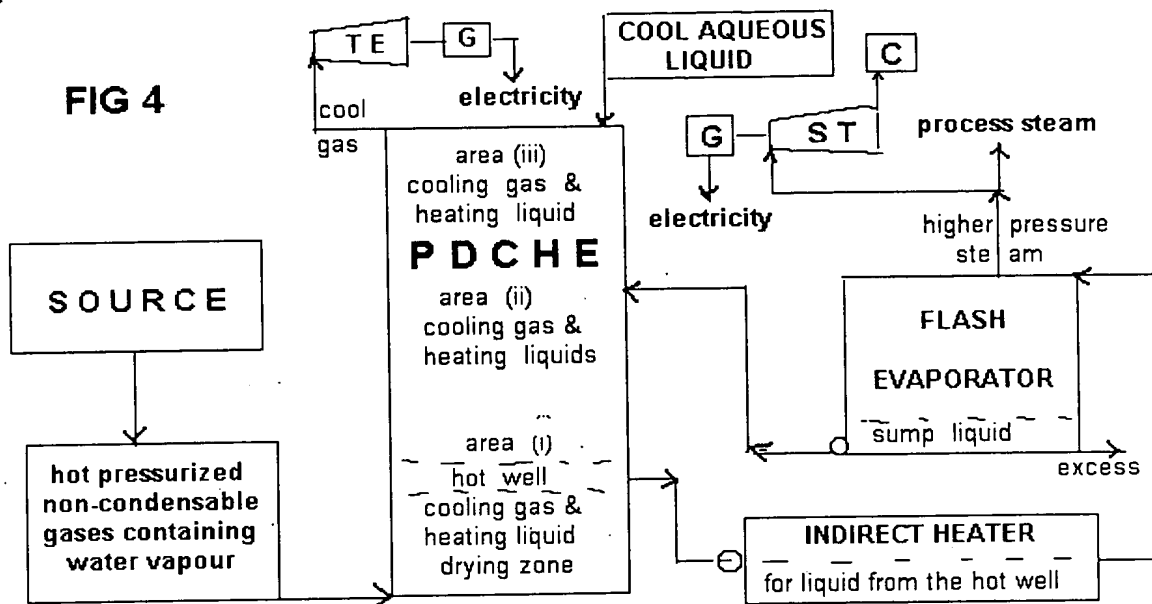 FIG 4
T E
G
electricity
cool
gas
COOL AQUEOUS
LIQUID
C
G
S T
electricity
process steam
higher pressure
ste am
area (iii)
cooling gas &
heating liquid
P D C H E
area (ii)
cooling gas &
heating liquids
area (i)
hot well
cooling gas &
heating liquid
drying zone
SOURCE
hot pressurized
non-condensable
gases containing
water vapour
FLASH
EVAPORATOR
sump liquid
excess
INDIRECT HEATER
for liquid from the hot well